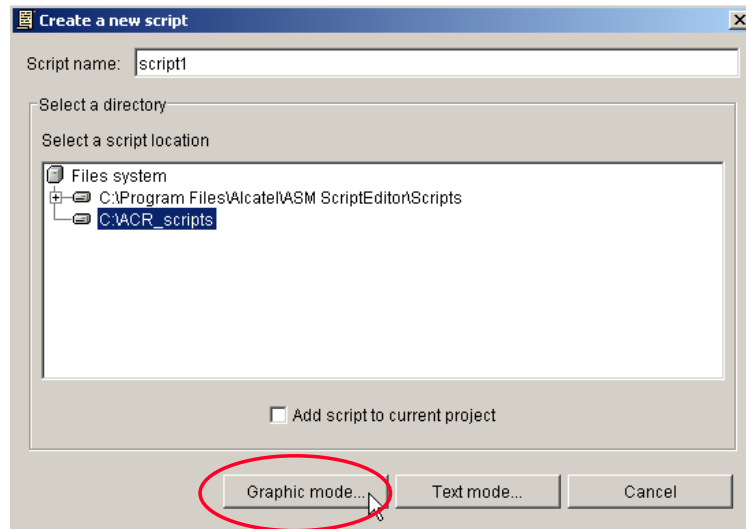 Create a new script
Script name: script1
Select a directory
Select a script location
Files system
C:\Program Files\Alcatel\ASM ScriptEditor\Scripts
C:\ACR_scripts
Add script to current project
Graphic mode... Text mode... Cancel